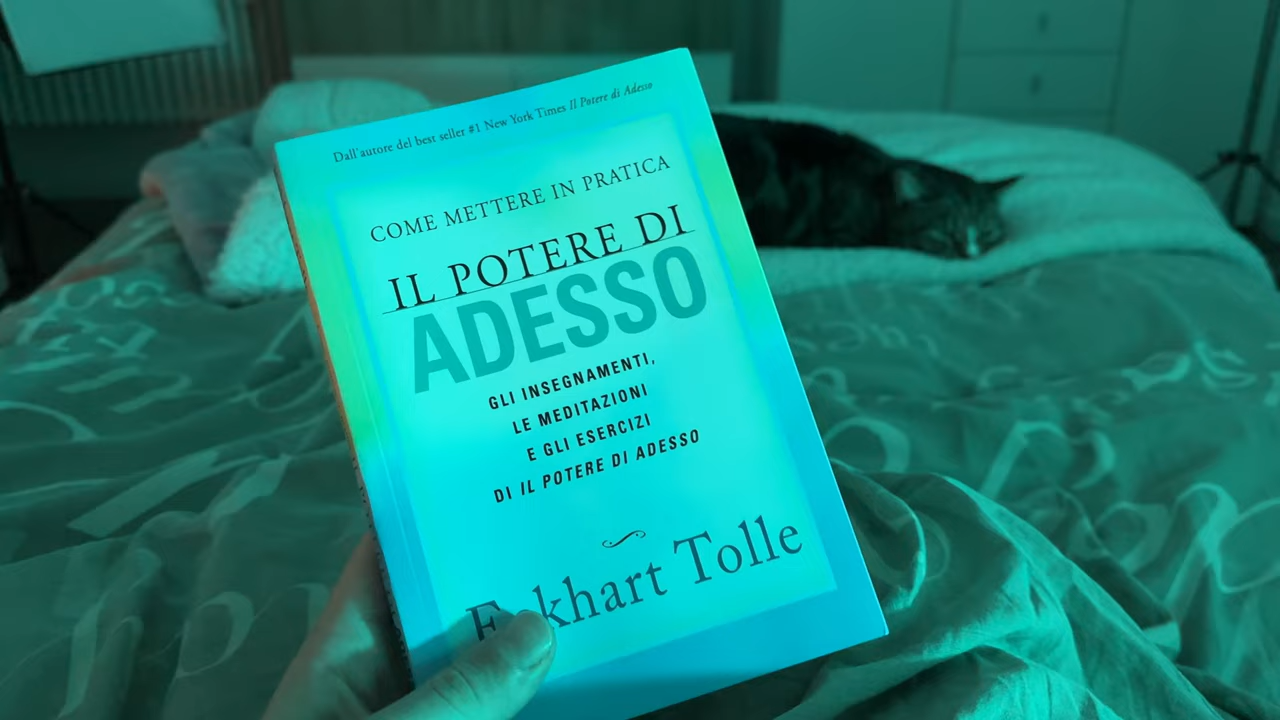 Dall'autore del best seller #1 New York Times Il Potere di Adesso
COME METTERE IN PRATICA
IL POTERE DI
ADESSO
GLI INSEGNAMENTI,
LE MEDITAZIONI
E GLI ESERCIZI
DI IL POTERE DI ADESSO
Eckhart Tolle